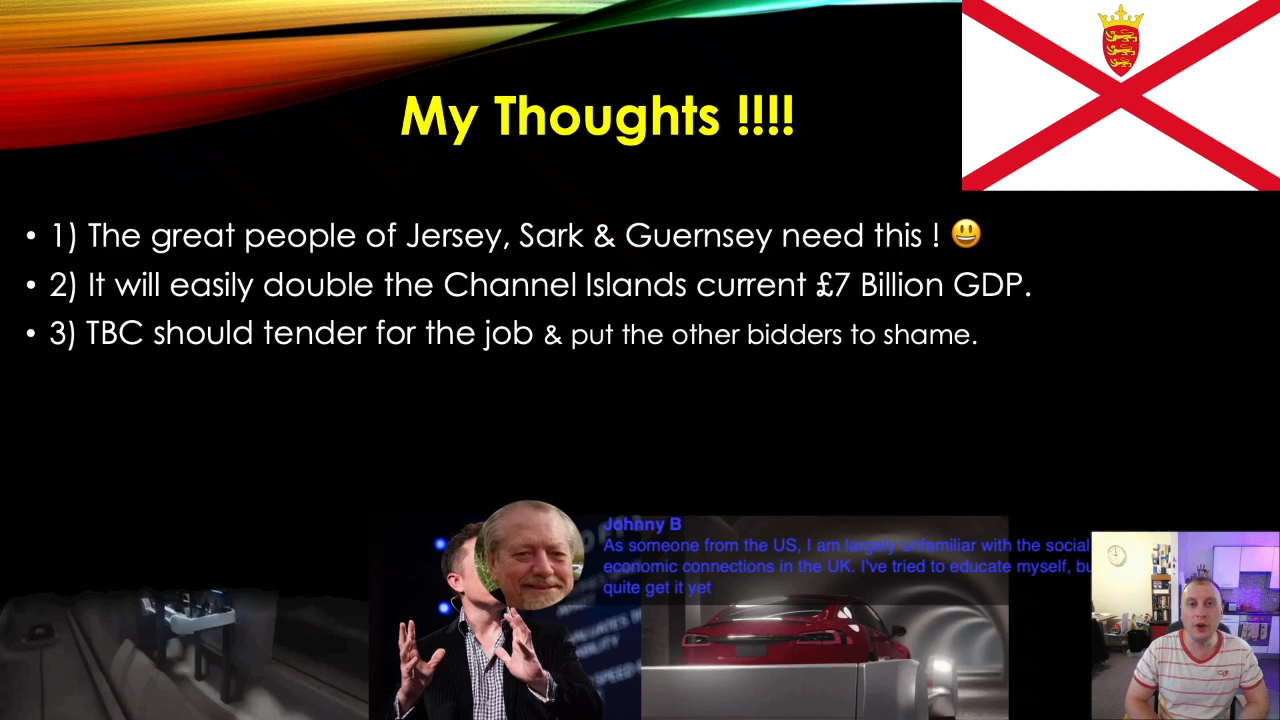 My Thoughts !!!!
• 1) The great people of Jersey, Sark & Guernsey need this ! 😃
• 2) It will easily double the Channel Islands current £7 Billion GDP.
• 3) TBC should tender for the job & put the other bidders to shame.
Johnny B
As someone from the US, I am largely unfamiliar with the social
economic connections in the UK. I've tried to educate myself, bu
quite get it yet